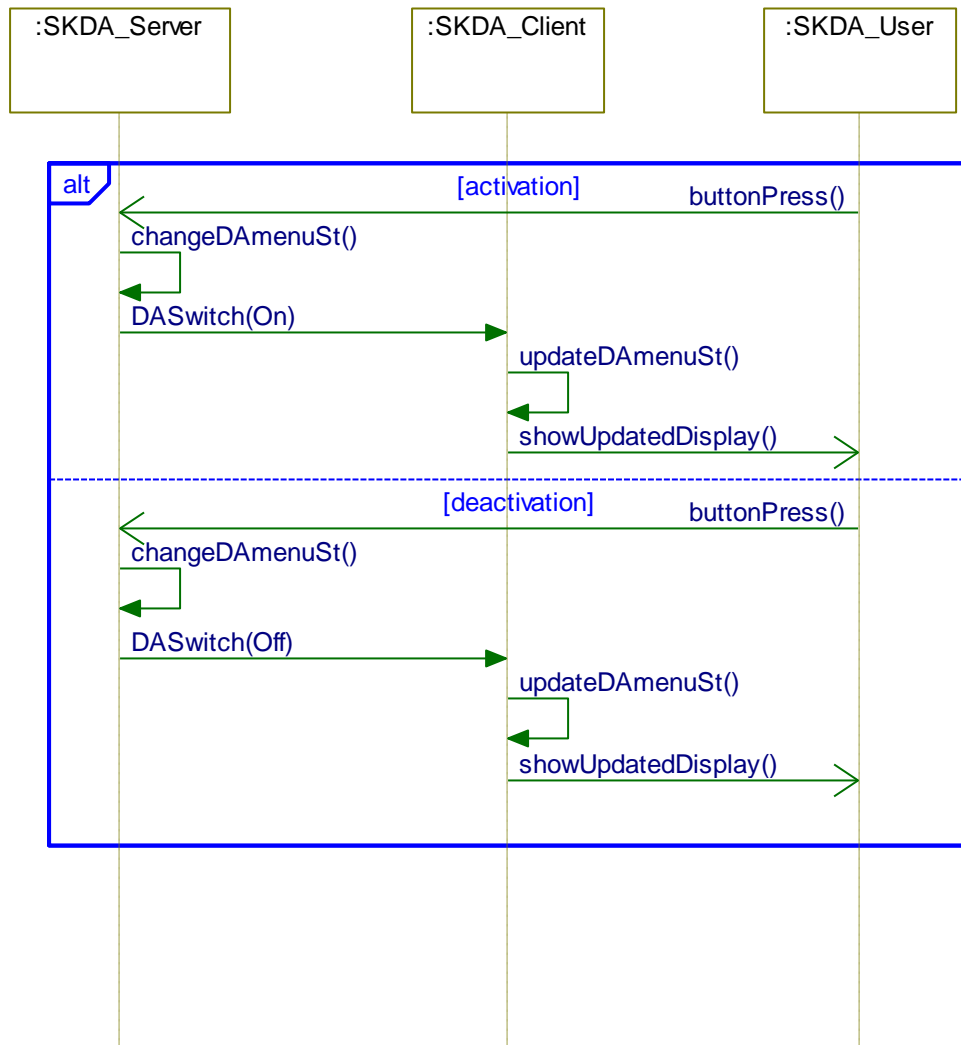 :SKDA_Server
:SKDA_Client
:SKDA_User
alt
[activation]
buttonPress()
changeDAmenuSt()
DASwitch(On)
updateDAmenuSt()
showUpdatedDisplay()
[deactivation]
buttonPress()
changeDAmenuSt()
DASwitch(Off)
updateDAmenuSt()
showUpdatedDisplay()